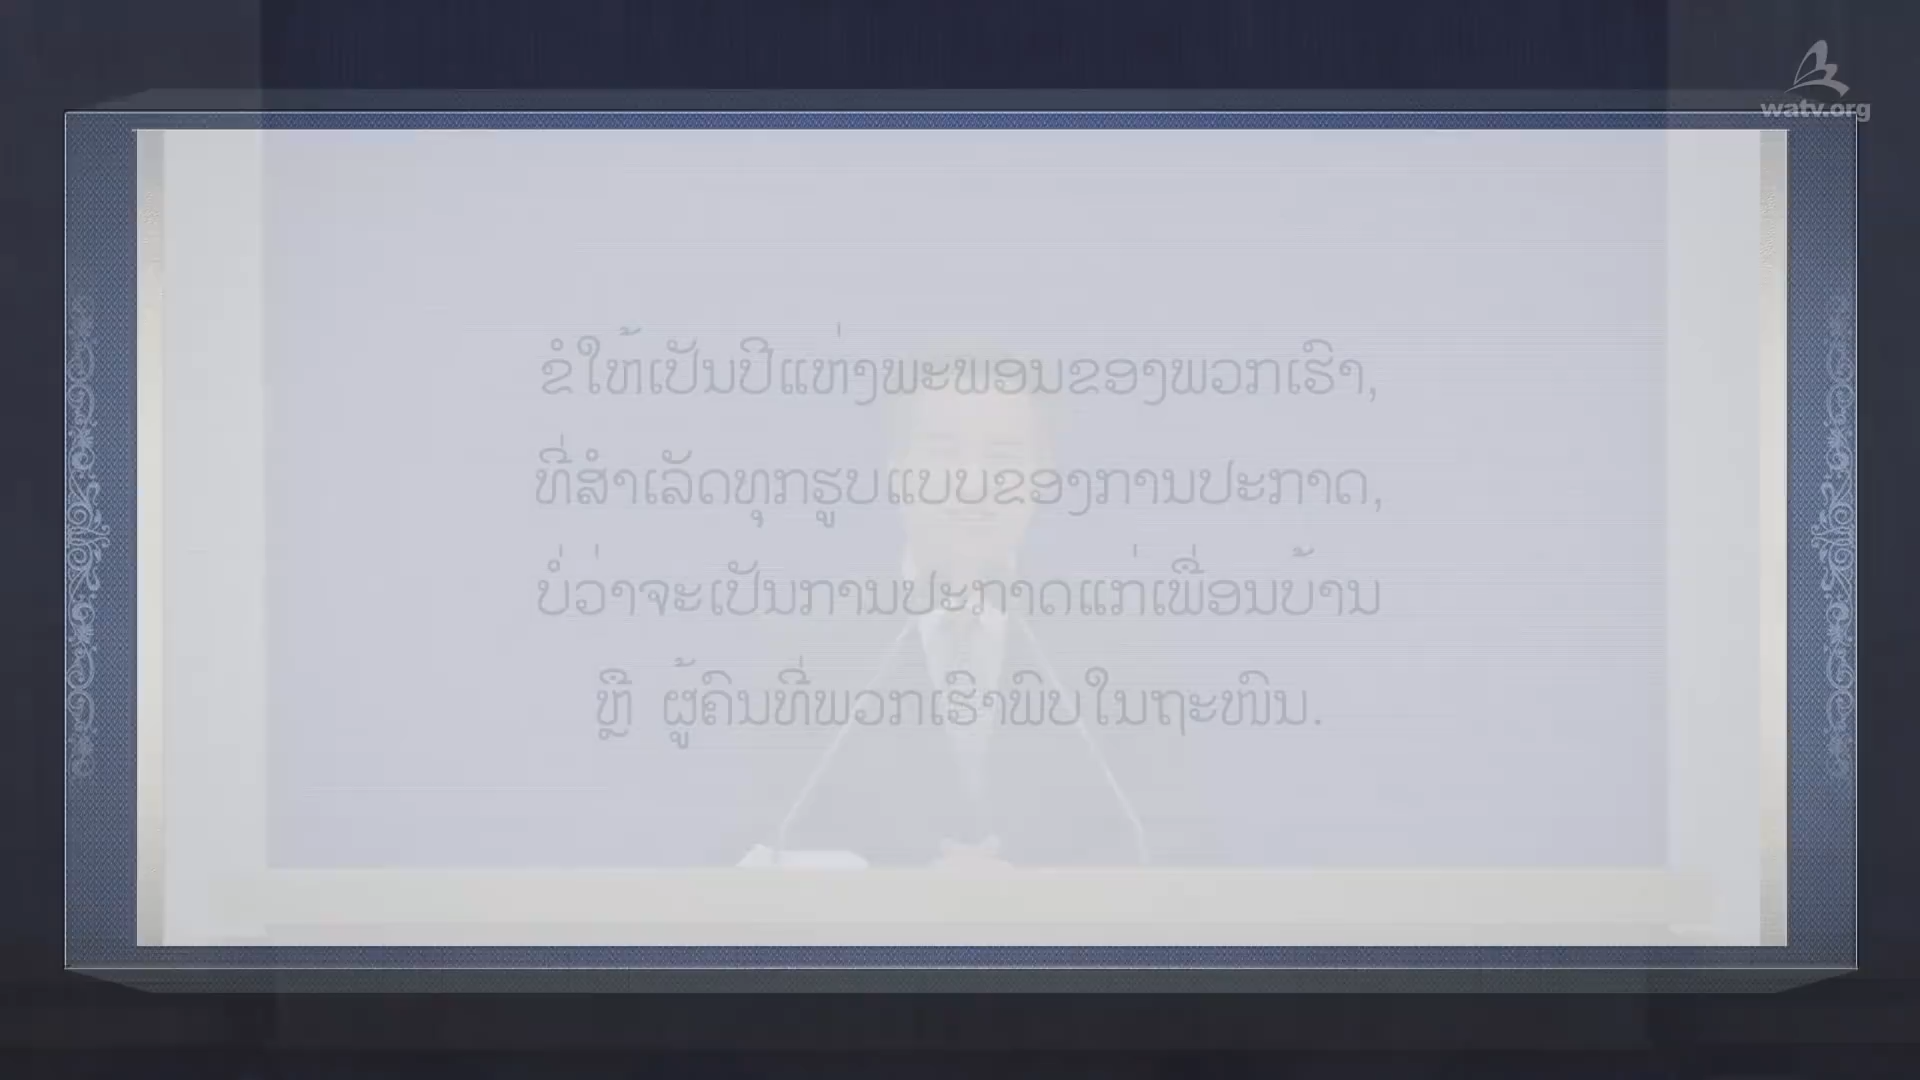 watv.org
ຂໍໃຫ້ເປັນປີແຫ່ງພະພອນຂອງພວກເຮົາ,
ທີ່ສຳເລັດທຸກຮູບແບບຂອງການປະກາດ,
ບໍ່ວ່າຈະເປັນການປະກາດແກ່ເພື່ອນບ້ານ
ຫຼື ຜູ້ຄົນທີ່ພວກເຮົາພົບໃນຖະໜົນ.